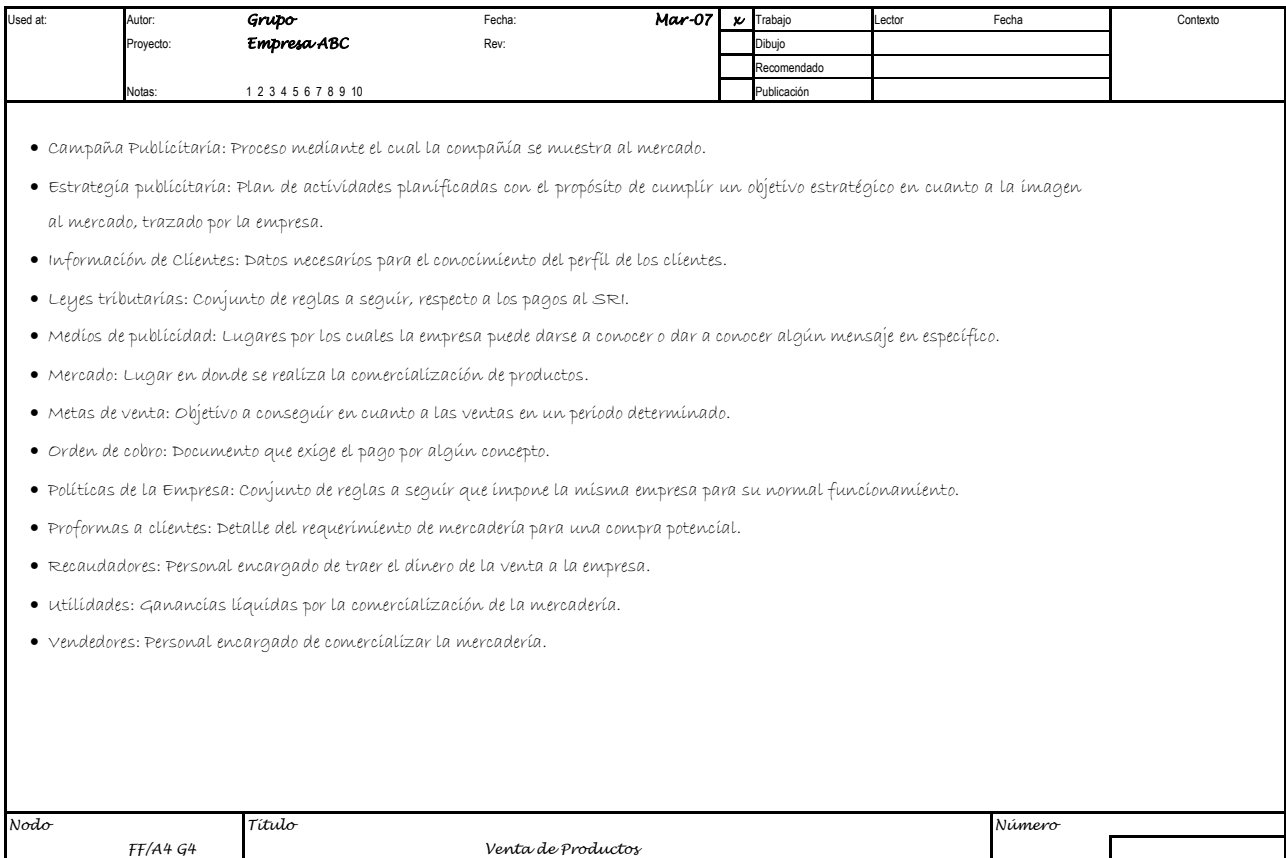 Used at: Autor: Grupo Fecha: Mar-07 x Trabajo Lector Fecha Contexto
Proyecto: Empresa ABC Rev: Dibujo
Recomendado
Notas: 1 2 3 4 5 6 7 8 9 10 Publicación
• Campaña Publicitaria: Proceso mediante el cual la compañía se muestra al mercado.
• Estrategia publicitaria: Plan de actividades planificadas con el propósito de cumplir un objetivo estratégico en cuanto a la imagen
al mercado, trazado por la empresa.
• Información de Clientes: Datos necesarios para el conocimiento del perfil de los clientes.
• Leyes tributarias: Conjunto de reglas a seguir, respecto a los pagos al SRI.
• Medios de publicidad: Lugares por los cuales la empresa puede darse a conocer o dar a conocer algún mensaje en específico.
• Mercado: Lugar en donde se realiza la comercialización de productos.
• Metas de venta: Objetivo a conseguir en cuanto a las ventas en un periodo determinado.
• Orden de cobro: Documento que exige el pago por algún concepto.
• Políticas de la Empresa: Conjunto de reglas a seguir que impone la misma empresa para su normal funcionamiento.
• Proformas a clientes: Detalle del requerimiento de mercadería para una compra potencial.
• Recaudadores: Personal encargado de traer el dinero de la venta a la empresa.
• Utilidades: Ganancias líquidas por la comercialización de la mercadería.
• Vendedores: Personal encargado de comercializar la mercadería.
Nodo Título Número
FF/A4 G4 Venta de Productos